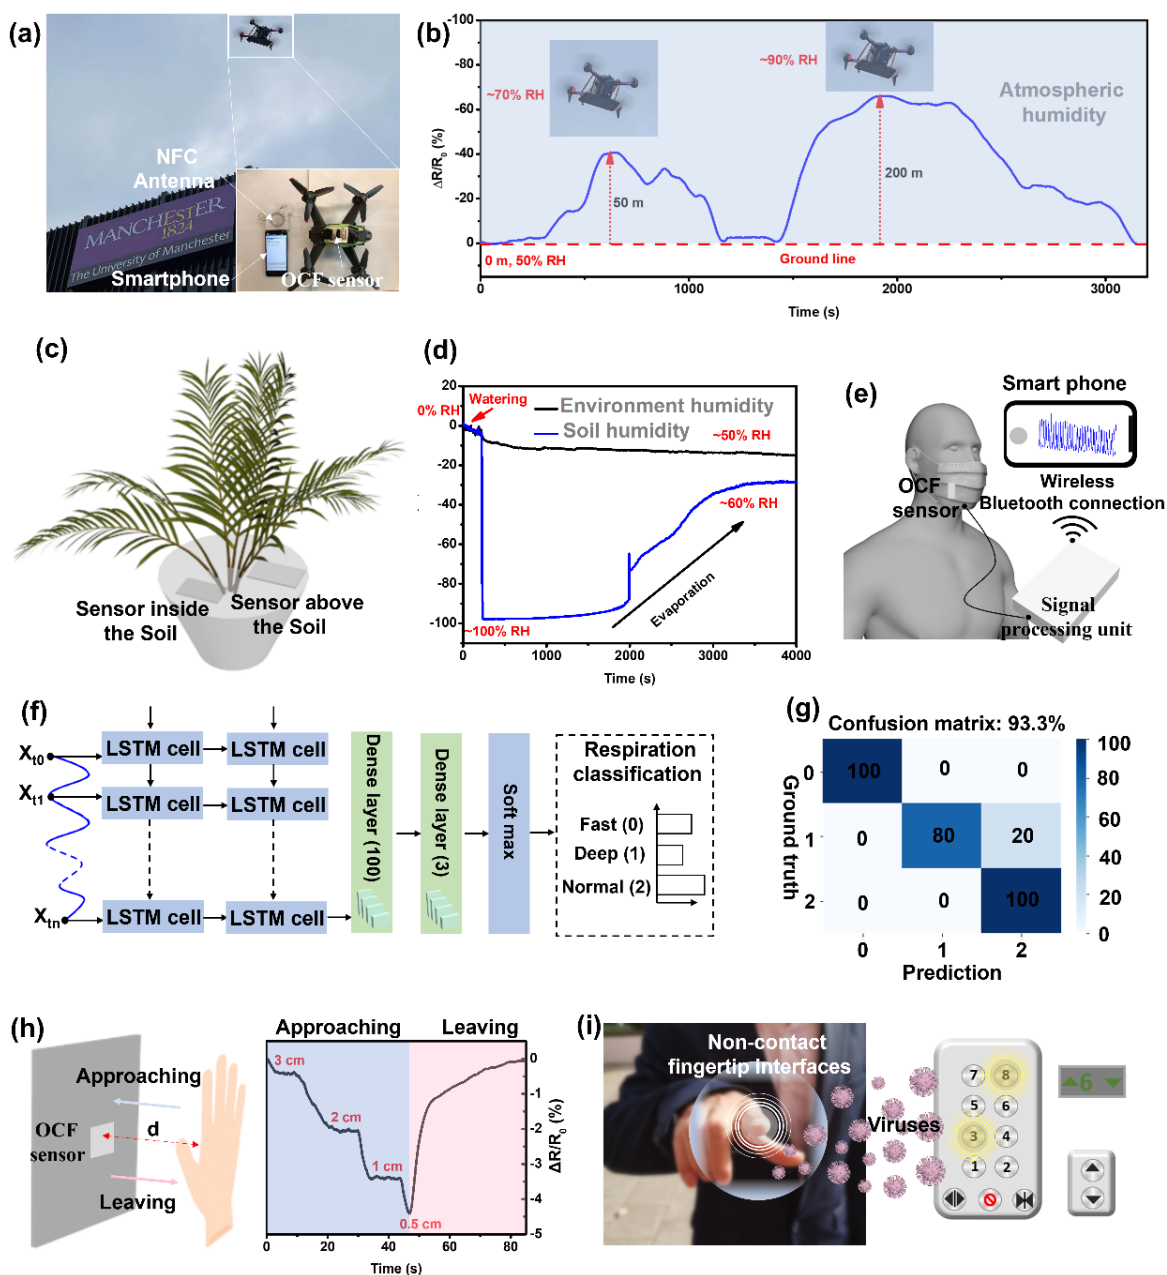 (a)
NFC
Antenna
MANCHESTER
1824
The University of Manchester
Smartphone
OCF sensor
(b)
-100
-80
-60
-40
-20
0
ΔR/R0 (%)
~70% RH
~90% RH
Atmospheric
humidity
50 m
200 m
0 m, 50% RH
Ground line
0
1000
2000
3000
Time (s)
(c)
Sensor inside
the Soil
Sensor above
the Soil
(d)
20
0
-20
-40
-60
-80
-100
0% RH
Watering
Environment humidity
Soil humidity
~50% RH
~60% RH
Evaporation
~100% RH
0
1000
2000
3000
4000
Time (s)
(e)
Smart phone
OCF
sensor
Wireless
Bluetooth connection
Signal
processing unit
(f)
Xt0
Xt1
Xtn
LSTM cell
LSTM cell
LSTM cell
LSTM cell
LSTM cell
LSTM cell
Dense layer (100)
Dense layer (3)
Soft max
Respiration
classification
Fast (0)
Deep (1)
Normal (2)
(g)
Confusion matrix: 93.3%
Ground truth
0
1
2
100 0 0
0 80 20
0 0 100
0 1 2
Prediction
100
80
60
40
20
0
(h)
Approaching
OCF
sensor
d
Leaving
Approaching
Leaving
3 cm
2 cm
1 cm
0.5 cm
0
-1
-2
-3
-4
-5
ΔR/R0 (%)
0
20
40
60
80
Time (s)
(i)
Non-contact
fingertip interfaces
Viruses
7 8
5 6
3 4
1 2
6